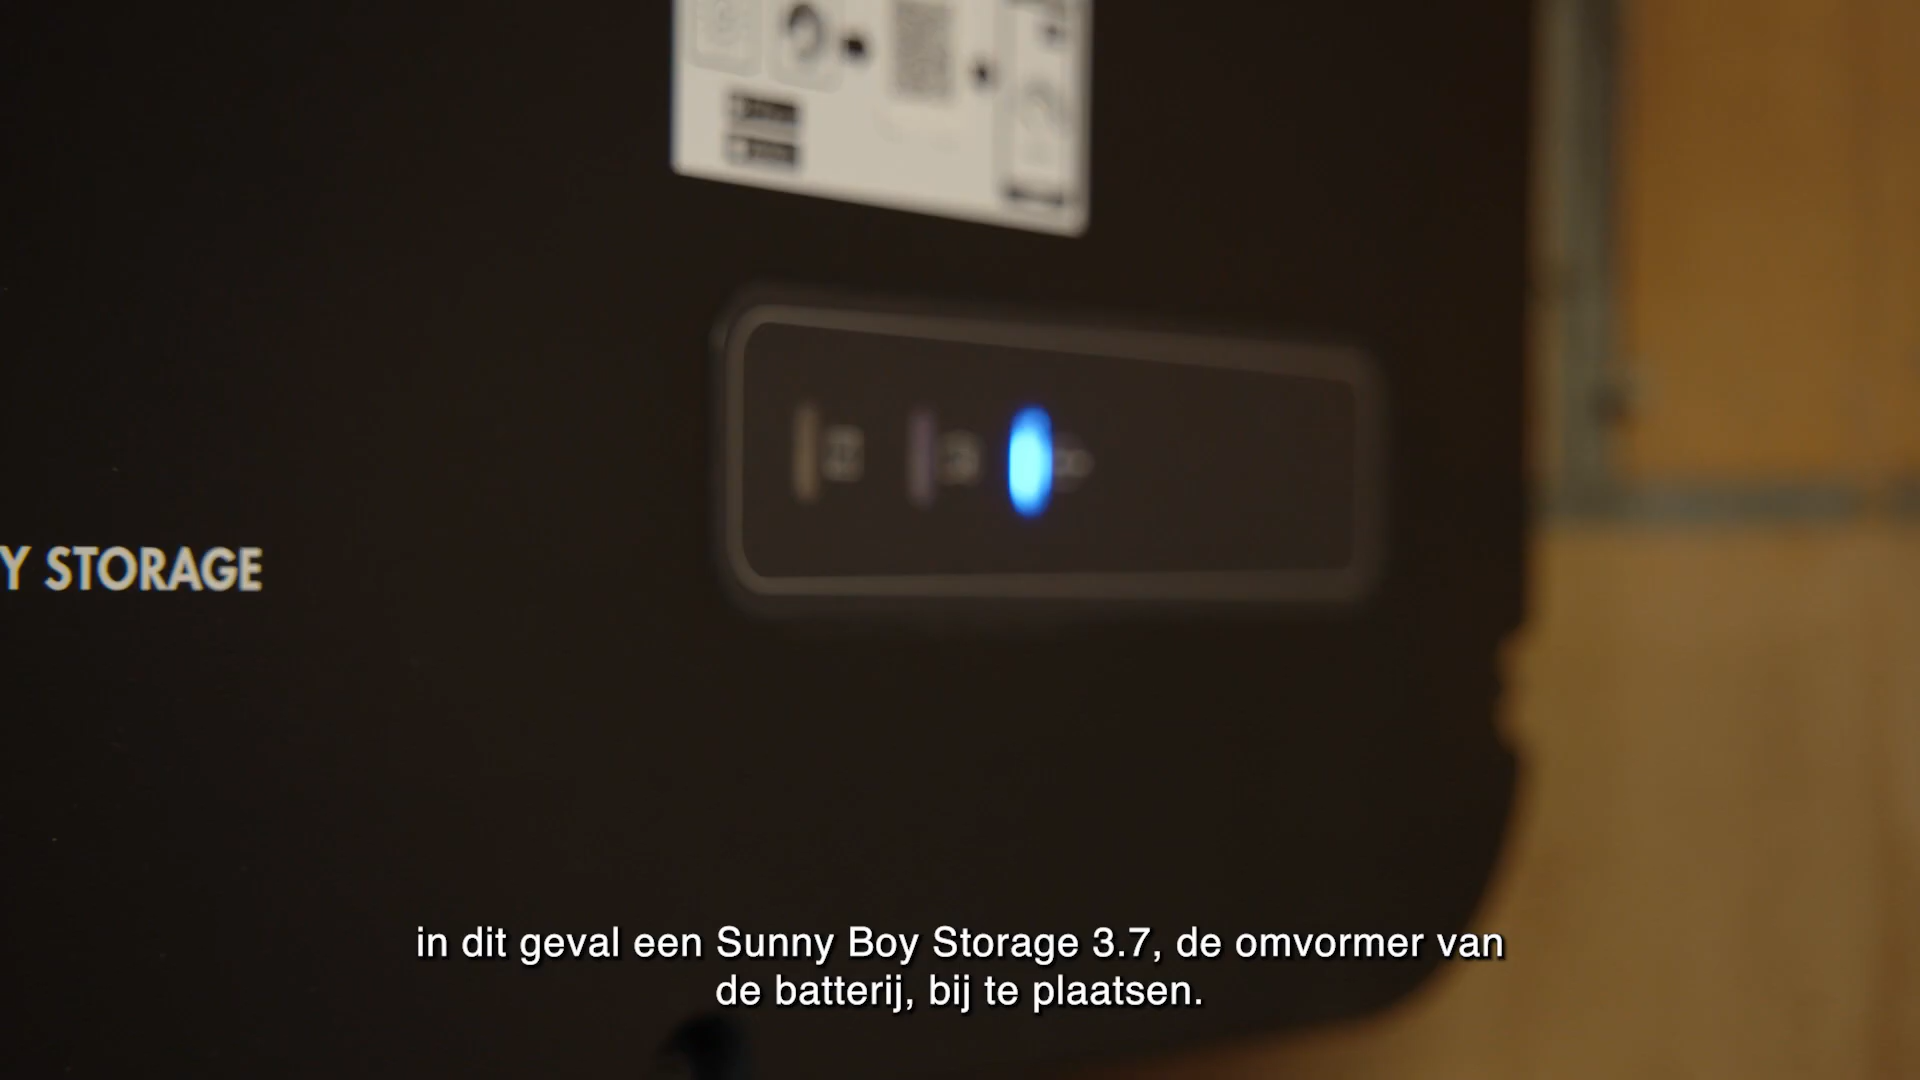 Y STORAGE
in dit geval een Sunny Boy Storage 3.7, de omvormer van
de batterij, bij te plaatsen.